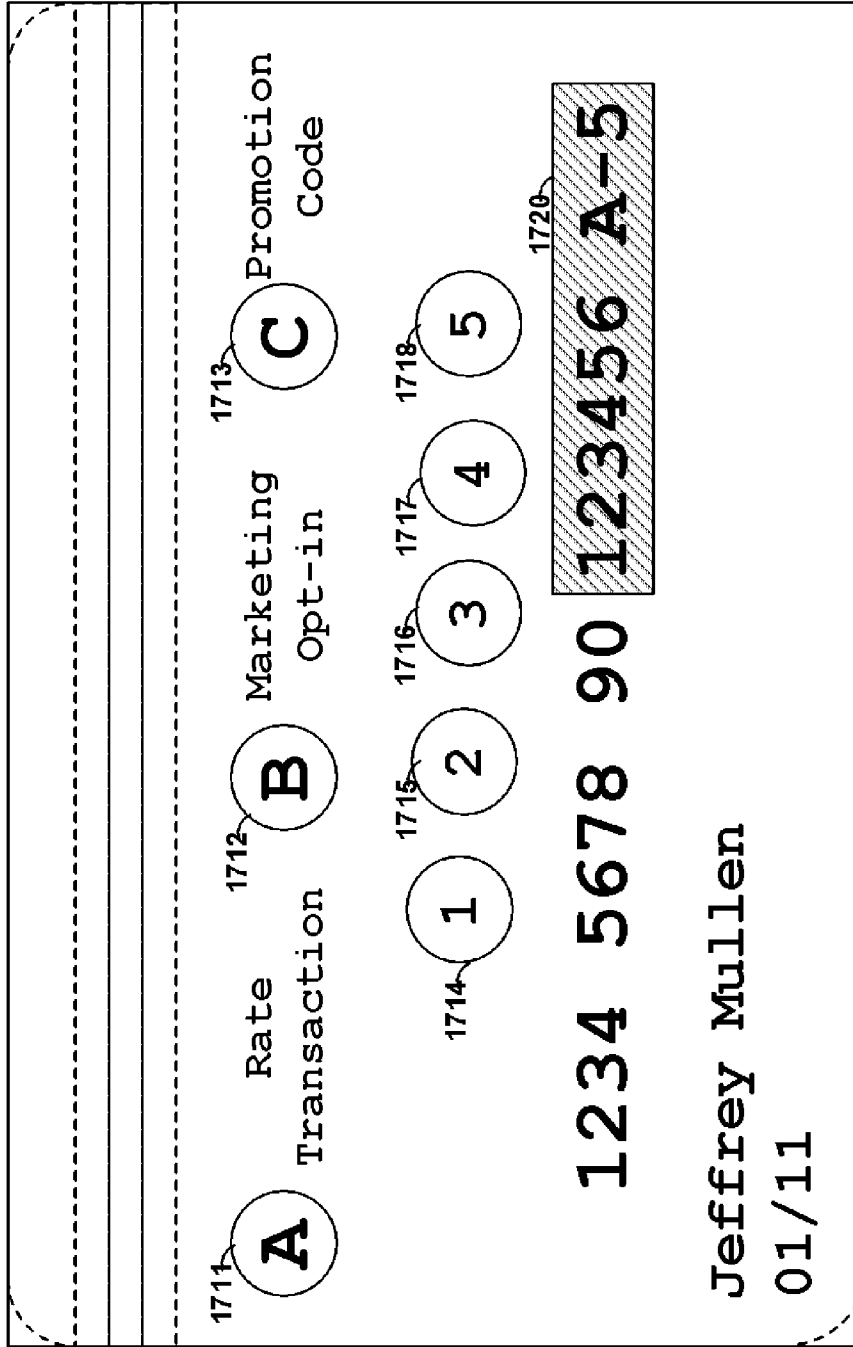 1711 A Rate Transaction
1712 B Marketing Opt-in
1713 C Promotion Code
1714 1
1715 2
1716 3
1717 4
1718 5
1720
1234 5678 90 123456 A-5
Jeffrey Mullen
01/11